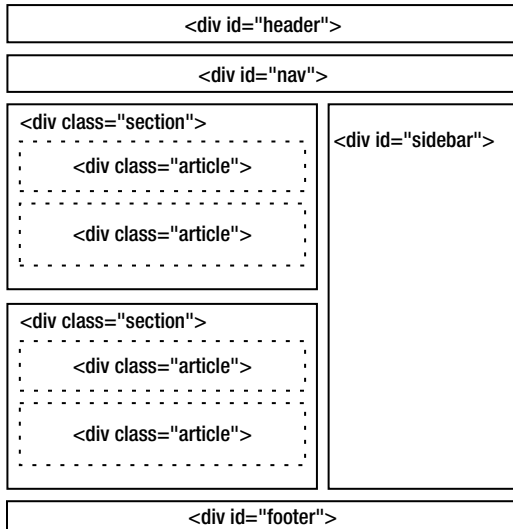 <div id="header">
<div id="nav">
<div class="section">
<div class="article">
<div class="article">
<div id="sidebar">
<div class="section">
<div class="article">
<div class="article">
<div id="footer">